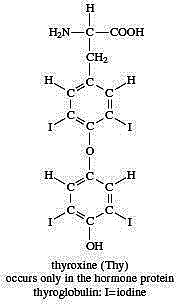 H
H₂N C COOH
CH₂
H C H
C C
C C
I C I
O
H C H
C C
C C
I C I
OH
thyroxine (Thy)
occurs only in the hormone protein
thyroglobulin: I=iodine